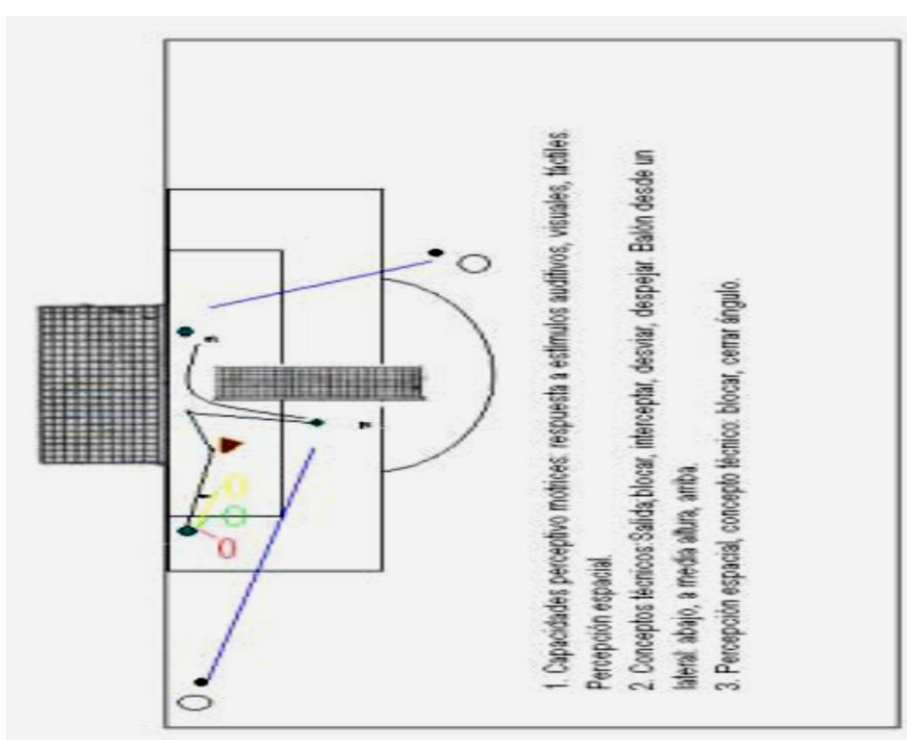 1. Capacidades perceptivo motrices: respuesta a estímulos auditivos, visuales, táctiles.
Percepción espacial.
2. Conceptos técnicos:Salida,blocar, interceptar, desviar, despejar. Balón desde un
lateral: abajo, a media altura, arriba.
3. Percepción espacial, concepto técnico: blocar, cerrar ángulo.